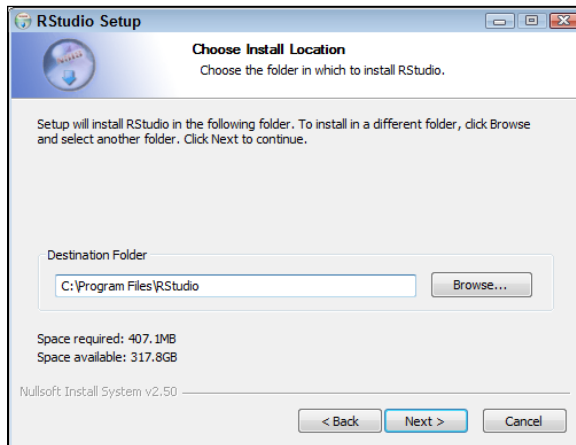 RStudio Setup
Choose Install Location
Choose the folder in which to install RStudio.
Setup will install RStudio in the following folder. To install in a different folder, click Browse
and select another folder. Click Next to continue.
Destination Folder
C:\Program Files\RStudio
Browse...
Space required: 407.1MB
Space available: 317.8GB
Nullsoft Install System v2.50
< Back Next > Cancel